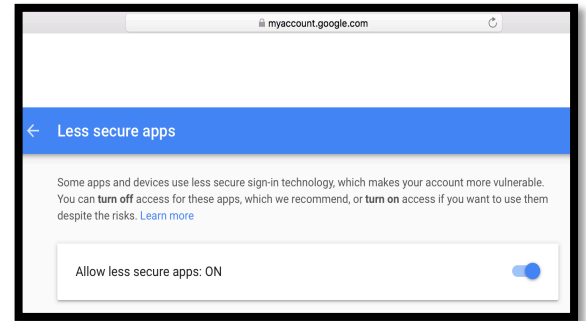 myaccount.google.com
Less secure apps
Some apps and devices use less secure sign-in technology, which makes your account more vulnerable.
You can turn off access for these apps, which we recommend, or turn on access if you want to use them
despite the risks. Learn more
Allow less secure apps: ON